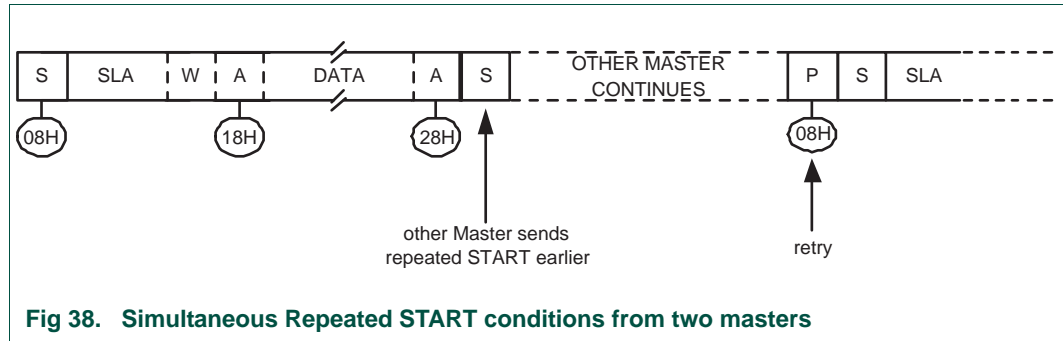 S SLA W A DATA A S OTHER MASTER CONTINUES P S SLA
08H 18H 28H 08H
other Master sends
repeated START earlier
retry
Fig 38. Simultaneous Repeated START conditions from two masters